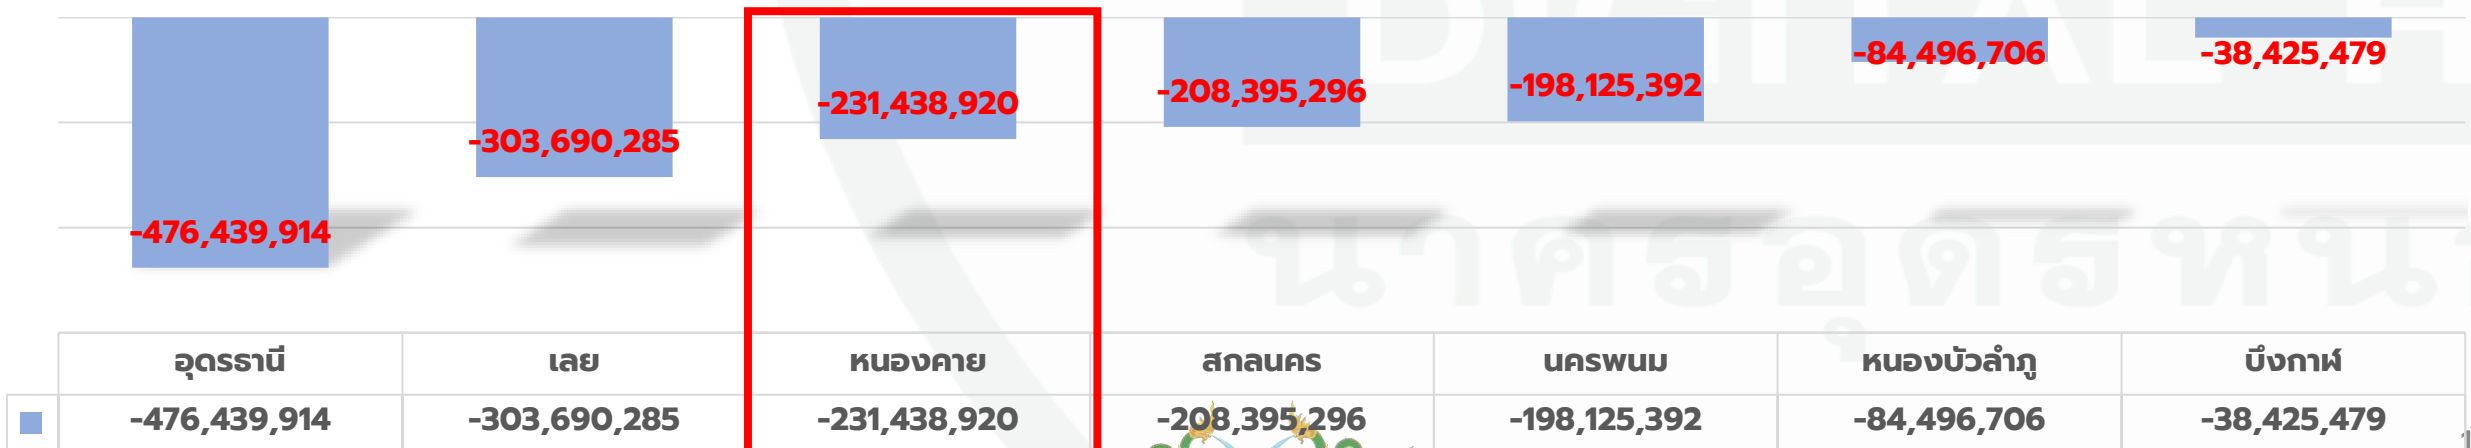 -476,439,914 -303,690,285 -231,438,920 -208,395,296 -198,125,392 -84,496,706 -38,425,479
อุดรธานี เลย หนองคาย สกลนคร นครพนม หนองบัวลำภู บึงกาฬ
-476,439,914 -303,690,285 -231,438,920 -208,395,296 -198,125,392 -84,496,706 -38,425,479